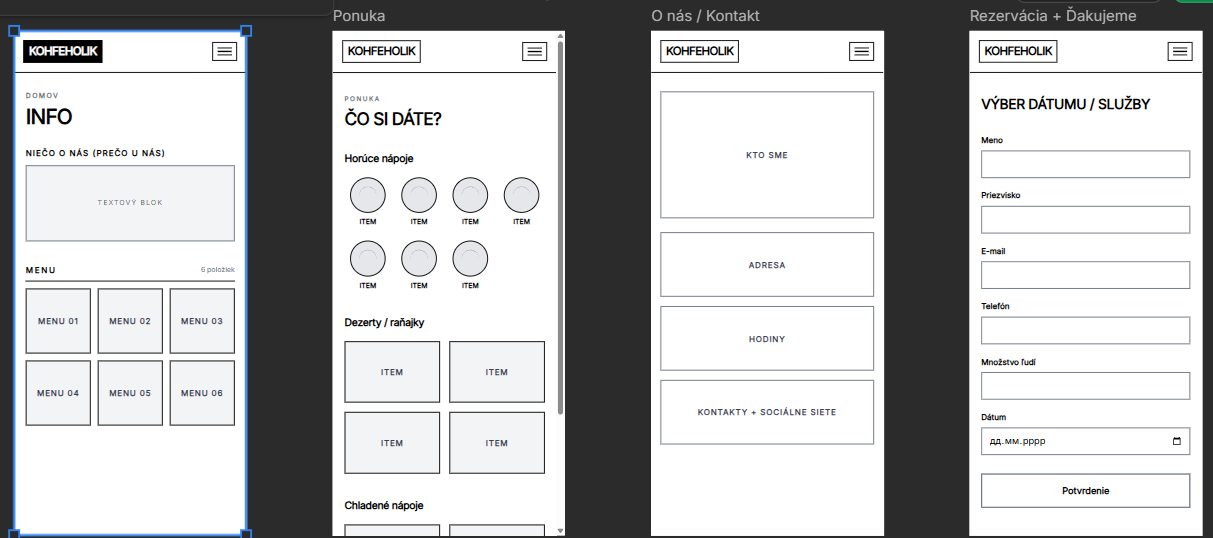 Ponuka
O nás / Kontakt
Rezervácia + Ďakujeme
KOHFEHOLIK
DOMOV
INFO
NIEČO O NÁS (PREČO U NÁS)
TEXTOVÝ BLOK
MENU
6 položiek
MENU 01
MENU 02
MENU 03
MENU 04
MENU 05
MENU 06
KOHFEHOLIK
PONUKA
ČO SI DÁTE?
Horúce nápoje
ITEM
ITEM
ITEM
ITEM
ITEM
ITEM
ITEM
Dezerty / raňajky
ITEM
ITEM
ITEM
ITEM
Chladené nápoje
KOHFEHOLIK
KTO SME
ADRESA
HODINY
KONTAKTY + SOCIÁLNE SIETE
KOHFEHOLIK
VÝBER DÁTUMU / SLUŽBY
Meno
Priezvisko
E-mail
Telefón
Množstvo ľudí
Dátum
дд.мм.рррр
Potvrdenie